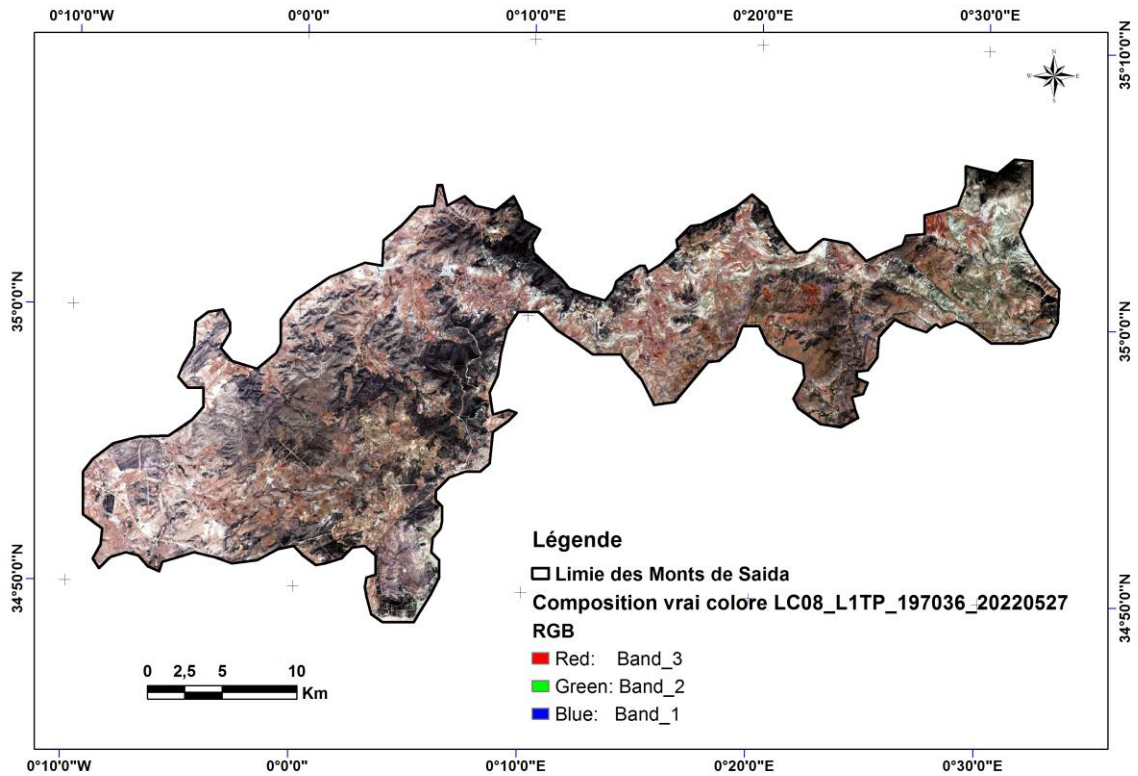 0°10'0"W 0°0'0" 0°10'0"E 0°20'0"E 0°30'0"E
35°10'0"N
N
W E
S
35°0'0"N
35°0'0"N
34°50'0"N
34°50'0"N
Légende
Limie des Monts de Saida
Composition vrai colore LC08_L1TP_197036_20220527
RGB
Red: Band_3
Green: Band_2
Blue: Band_1
0 2,5 5 10
Km
0°10'0"W 0°0'0" 0°10'0"E 0°20'0"E 0°30'0"E